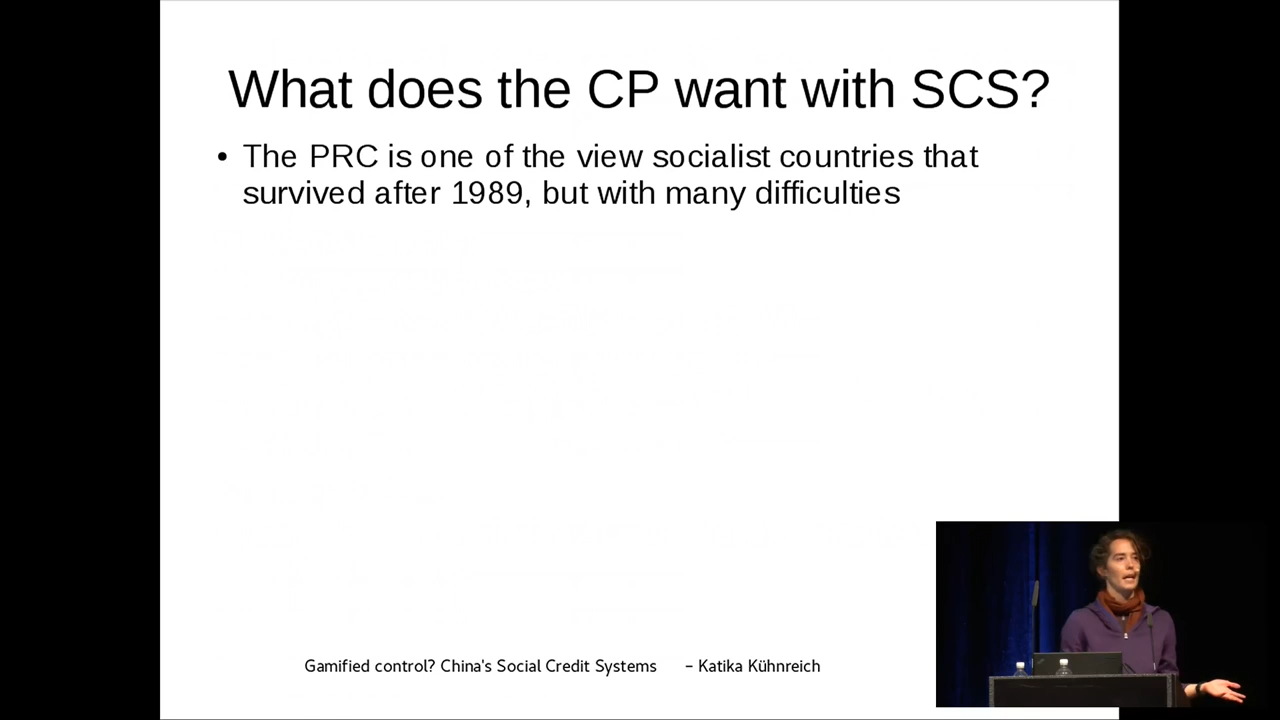 What does the CP want with SCS?
• The PRC is one of the view socialist countries that
survived after 1989, but with many difficulties
Gamified control? China's Social Credit Systems – Katika Kühnreich